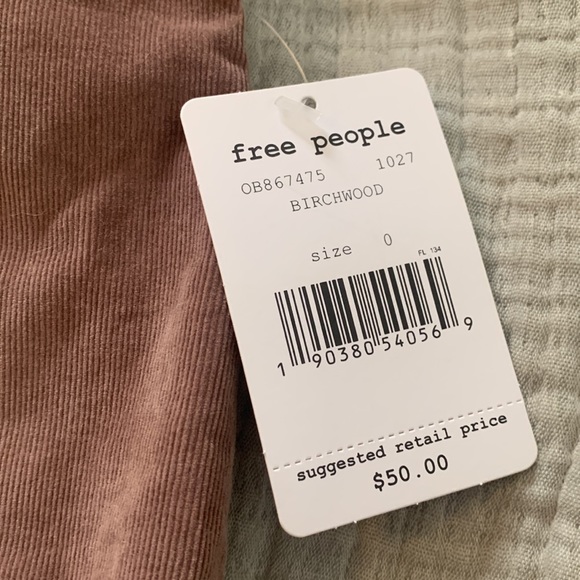 free people
OB867475 1027
BIRCHWOOD
size 0
FL 134
1 90380 54056 9
suggested retail price
$50.00